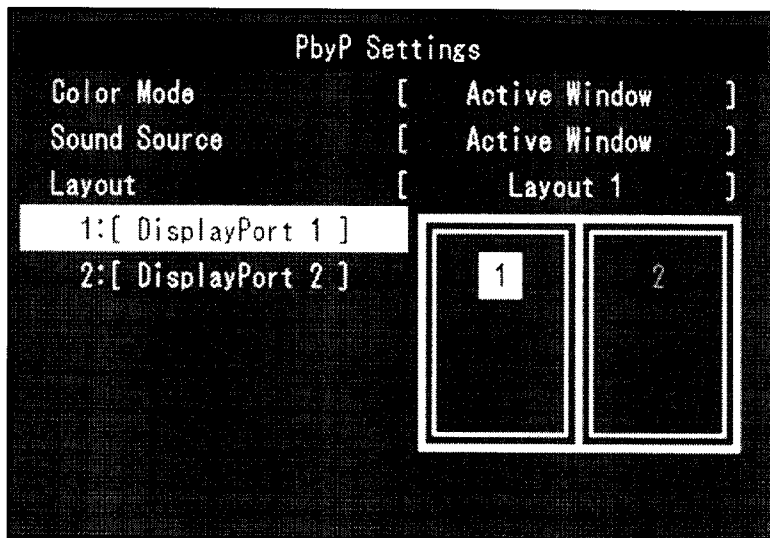 PbyP Settings
Color Mode [ Active Window ]
Sound Source [ Active Window ]
Layout [ Layout 1 ]
1:[ DisplayPort 1 ]
2:[ DisplayPort 2 ]
1 2